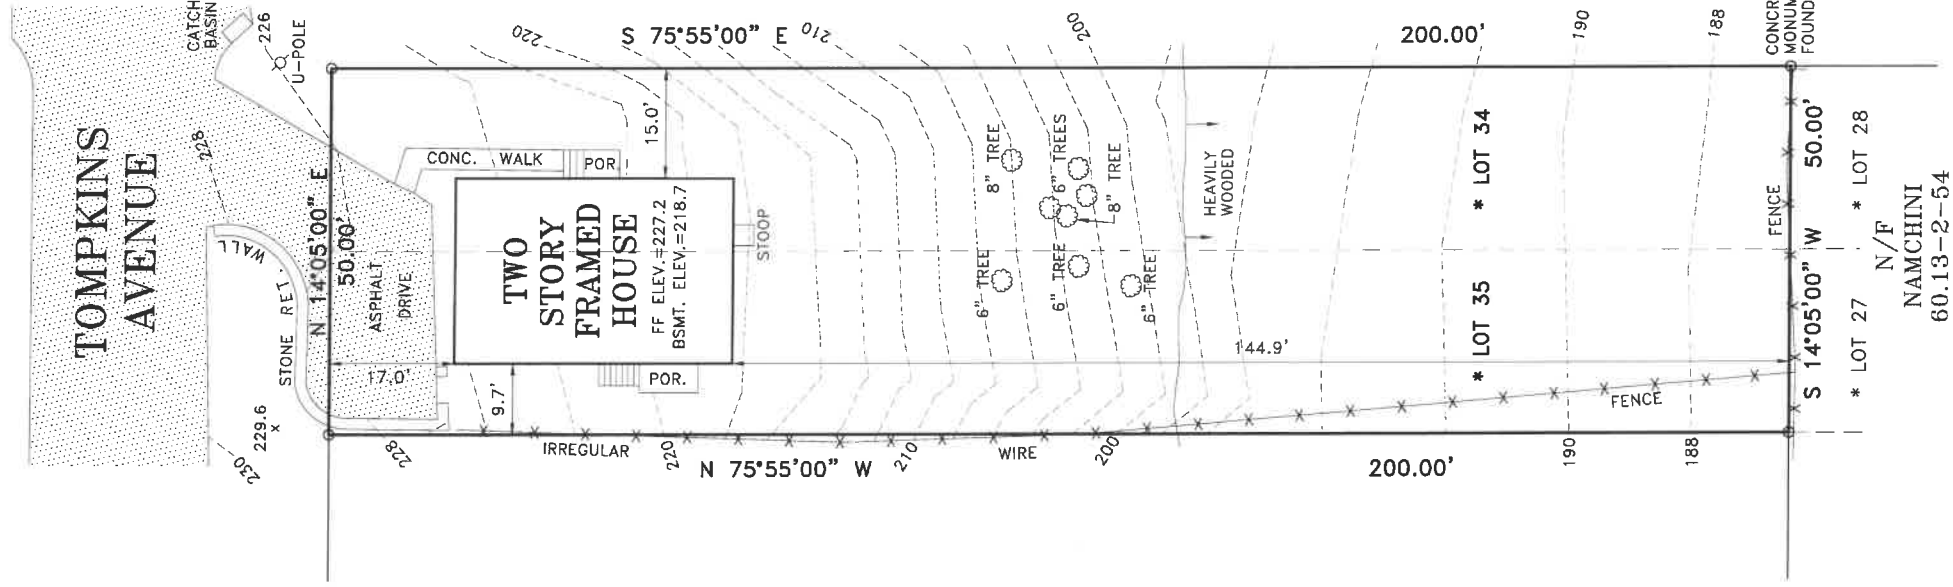 TOMPKINS
AVENUE
CATCH
BASIN
226
U-POLE
228
STONE RET. WALL
229.6
x
230
N 14°05'00" E
50.00'
ASPHALT
DRIVE
17.0'
228
CONC. WALK
POR.
TWO
STORY
FRAMED
HOUSE
FF ELEV.=227.2
BSMT. ELEV.=218.7
STOOP
POR.
15.0'
9.7'
220
S 75°55'00" E
210
200
200.00'
190
188
CONCR
MONUM
FOUND
8" TREE
6" TREES
8" TREE
6" TREE
6" TREE
6" TREE
HEAVILY
WOODED
144.9'
* LOT 34
* LOT 35
IRREGULAR
WIRE
FENCE
220
N 75°55'00" W
210
200
200.00'
190
188
FENCE
S 14°05'00" W
50.00'
* LOT 27
* LOT 28
N/F
NAMCHINI
60.13-2-54